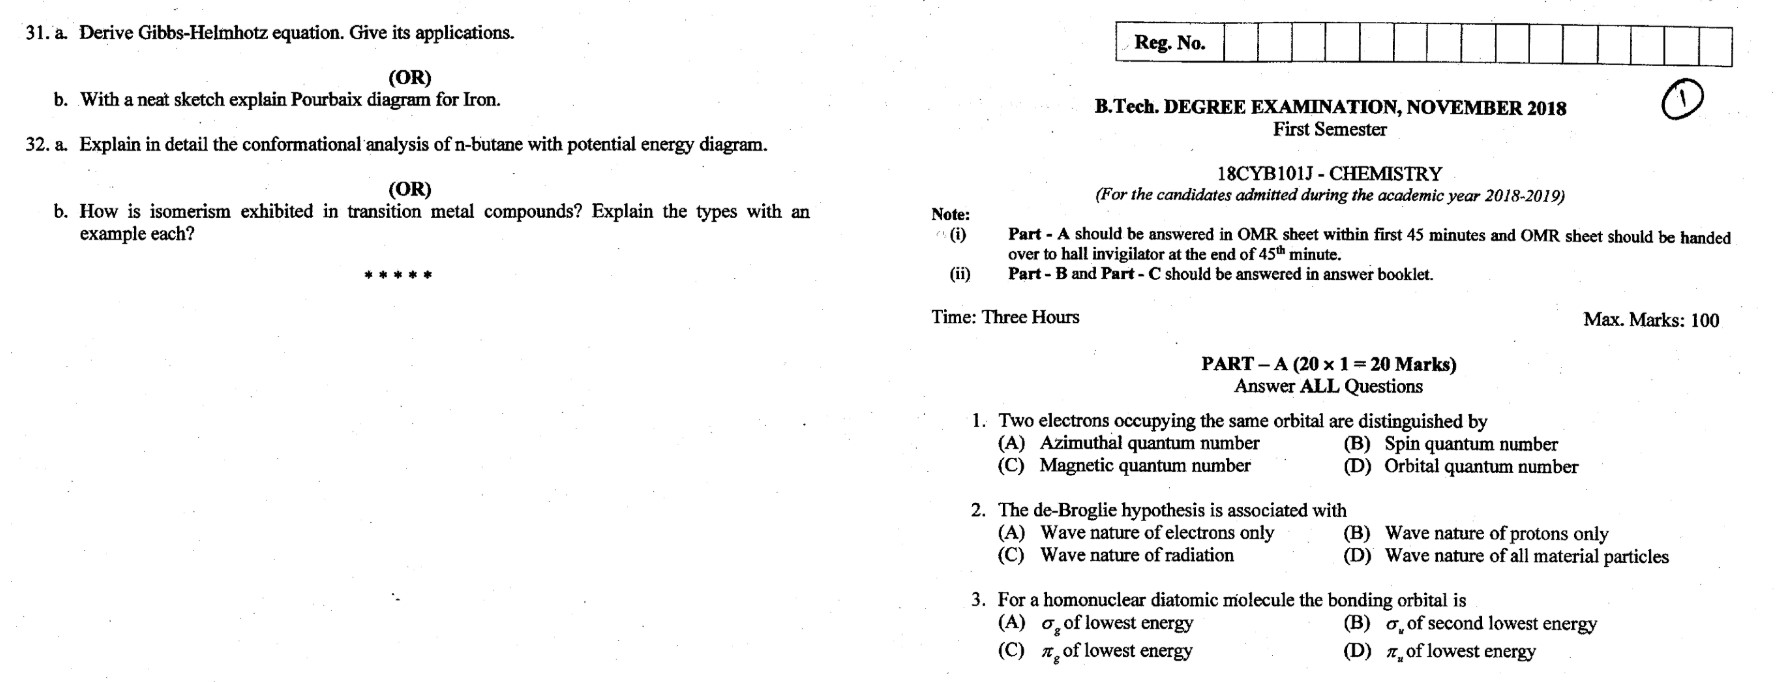 31. a. Derive Gibbs-Helmhotz equation. Give its applications.
(OR)
b. With a neat sketch explain Pourbaix diagram for Iron.
32. a. Explain in detail the conformational analysis of n-butane with potential energy diagram.
(OR)
b. How is isomerism exhibited in transition metal compounds? Explain the types with an
example each?
*****
Reg. No.
1
B.Tech. DEGREE EXAMINATION, NOVEMBER 2018
First Semester
18CYB101J - CHEMISTRY
(For the candidates admitted during the academic year 2018-2019)
Note:
(i) Part - A should be answered in OMR sheet within first 45 minutes and OMR sheet should be handed
over to hall invigilator at the end of 45th minute.
(ii) Part - B and Part - C should be answered in answer booklet.
Time: Three Hours Max. Marks: 100
PART – A (20 × 1 = 20 Marks)
Answer ALL Questions
1. Two electrons occupying the same orbital are distinguished by
(A) Azimuthal quantum number (B) Spin quantum number
(C) Magnetic quantum number (D) Orbital quantum number
2. The de-Broglie hypothesis is associated with
(A) Wave nature of electrons only (B) Wave nature of protons only
(C) Wave nature of radiation (D) Wave nature of all material particles
3. For a homonuclear diatomic molecule the bonding orbital is
(A) σg of lowest energy (B) σu of second lowest energy
(C) πg of lowest energy (D) πu of lowest energy